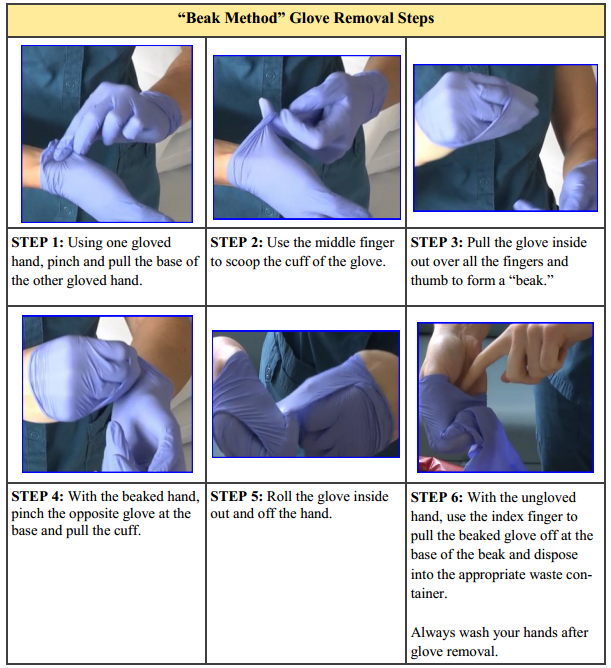 “Beak Method” Glove Removal Steps
STEP 1: Using one gloved
hand, pinch and pull the base of
the other gloved hand.
STEP 2: Use the middle finger
to scoop the cuff of the glove.
STEP 3: Pull the glove inside
out over all the fingers and
thumb to form a “beak.”
STEP 4: With the beaked hand,
pinch the opposite glove at the
base and pull the cuff.
STEP 5: Roll the glove inside
out and off the hand.
STEP 6: With the ungloved
hand, use the index finger to
pull the beaked glove off at the
base of the beak and dispose
into the appropriate waste con-
tainer.
Always wash your hands after
glove removal.